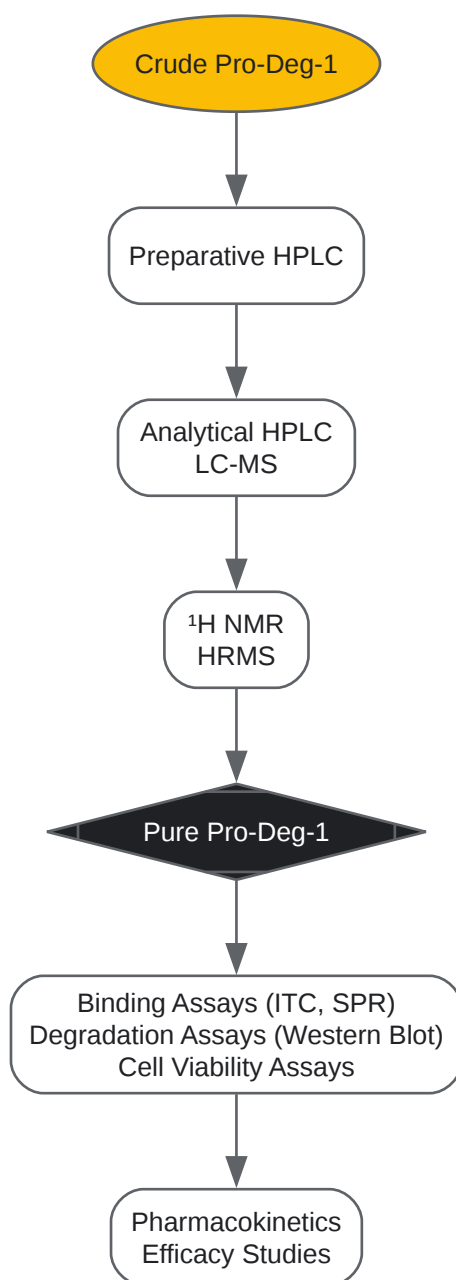 Crude Pro-Deg-1
Preparative HPLC
Analytical HPLC
LC-MS
¹H NMR
HRMS
Pure Pro-Deg-1
Binding Assays (ITC, SPR)
Degradation Assays (Western Blot)
Cell Viability Assays
Pharmacokinetics
Efficacy Studies